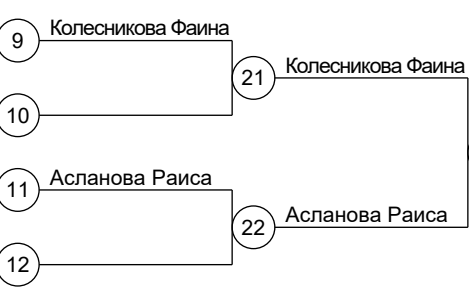 9 Колесникова Фаина
21 Колесникова Фаина
10
11 Асланова Раиса
22 Асланова Раиса
12